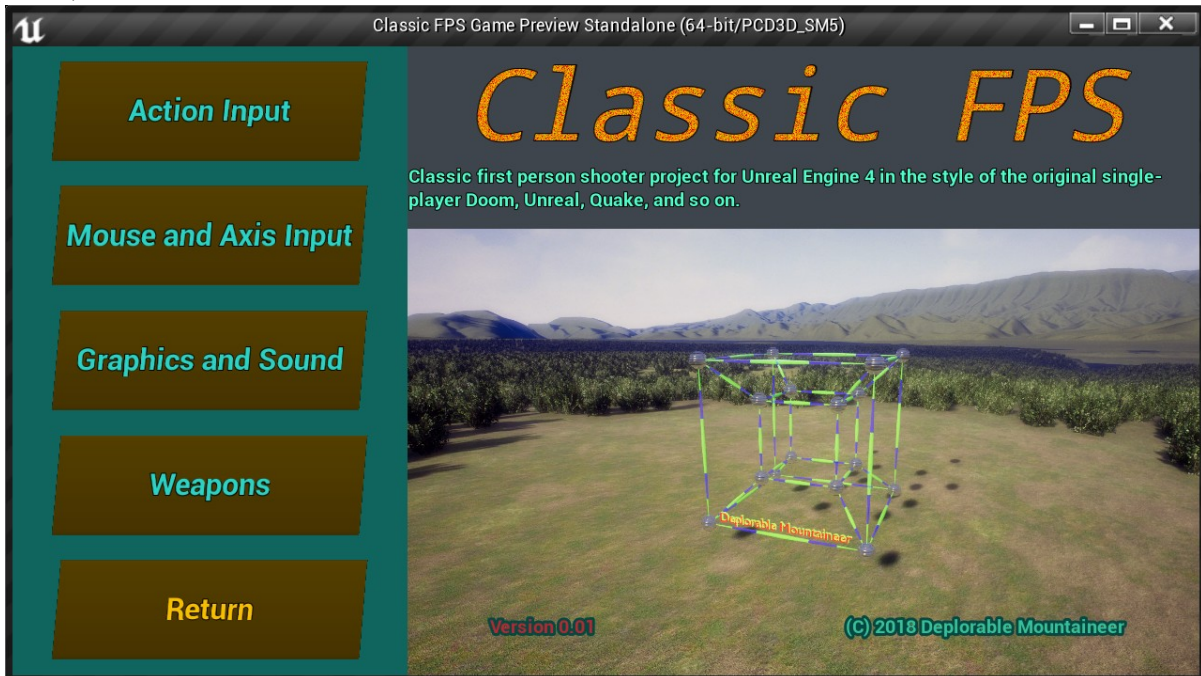 Classic FPS Game Preview Standalone (64-bit/PCD3D_SM5)
Action Input
Mouse and Axis Input
Graphics and Sound
Weapons
Return
Classic FPS
Classic first person shooter project for Unreal Engine 4 in the style of the original single-
player Doom, Unreal, Quake, and so on.
Deplorable Mountaineer
Version 0.01
(C) 2018 Deplorable Mountaineer